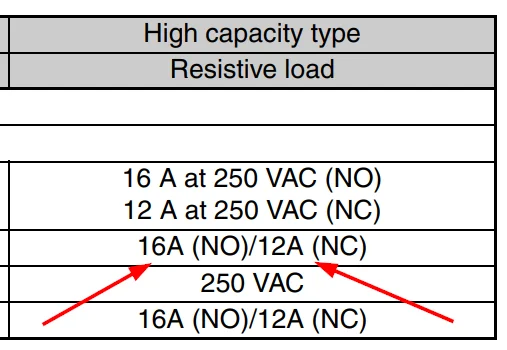 High capacity type
Resistive load
16 A at 250 VAC (NO)
12 A at 250 VAC (NC)
16A (NO)/12A (NC)
250 VAC
16A (NO)/12A (NC)